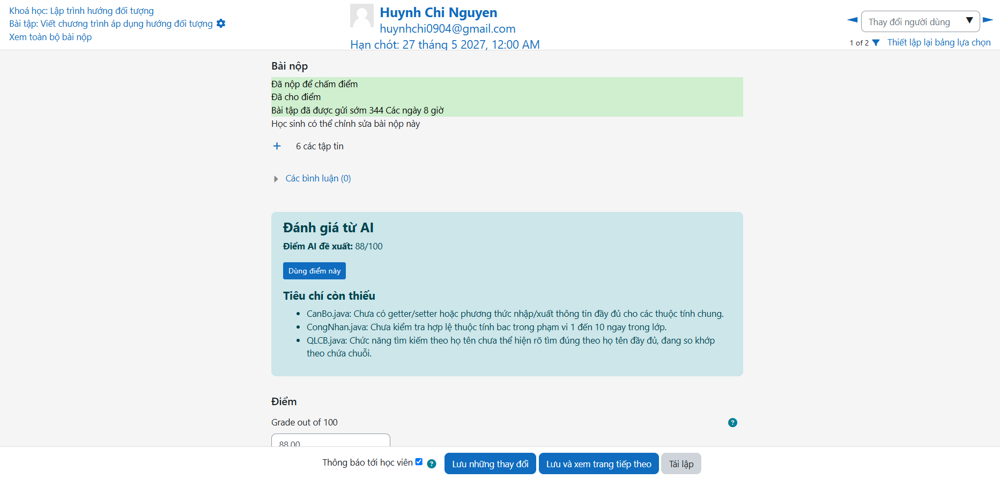 Khoá học: Lập trình hướng đối tượng
Bài tập: Viết chương trình áp dụng hướng đối tượng
Xem toàn bộ bài nộp
Huynh Chi Nguyen
huynhchi0904@gmail.com
Hạn chót: 27 tháng 5 2027, 12:00 AM
Thay đổi người dùng
1 of 2
Thiết lập lại bảng lựa chọn
Bài nộp
Đã nộp để chấm điểm
Đã cho điểm
Bài tập đã được gửi sớm 344 Các ngày 8 giờ
Học sinh có thể chỉnh sửa bài nộp này
6 các tập tin
Các bình luận (0)
Đánh giá từ AI
Điểm AI đề xuất: 88/100
Dùng điểm này
Tiêu chí còn thiếu
CanBo.java: Chưa có getter/setter hoặc phương thức nhập/xuất thông tin đầy đủ cho các thuộc tính chung.
CongNhan.java: Chưa kiểm tra hợp lệ thuộc tính bac trong phạm vi 1 đến 10 ngay trong lớp.
QLCB.java: Chức năng tìm kiếm theo họ tên chưa thể hiện rõ tìm đúng theo họ tên đầy đủ, đang so khớp
theo chứa chuỗi.
Điểm
Grade out of 100
88.00
Thông báo tới học viên
Lưu những thay đổi
Lưu và xem trang tiếp theo
Tái lập